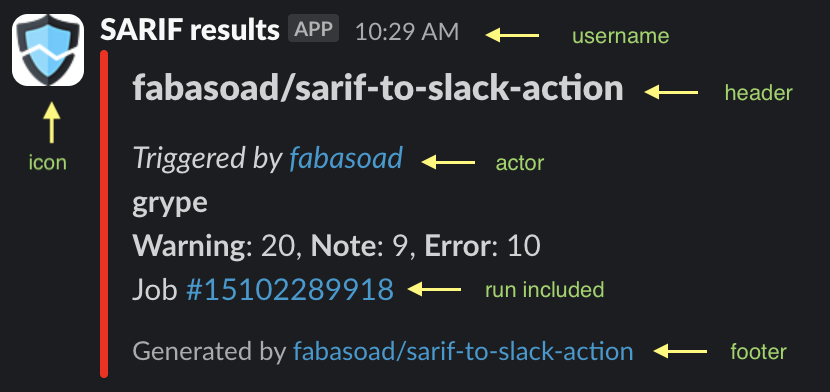 SARIF results APP 10:29 AM username
fabasoad/sarif-to-slack-action header
icon
Triggered by fabasoad actor
grype
Warning: 20, Note: 9, Error: 10
Job #15102289918 run included
Generated by fabasoad/sarif-to-slack-action footer